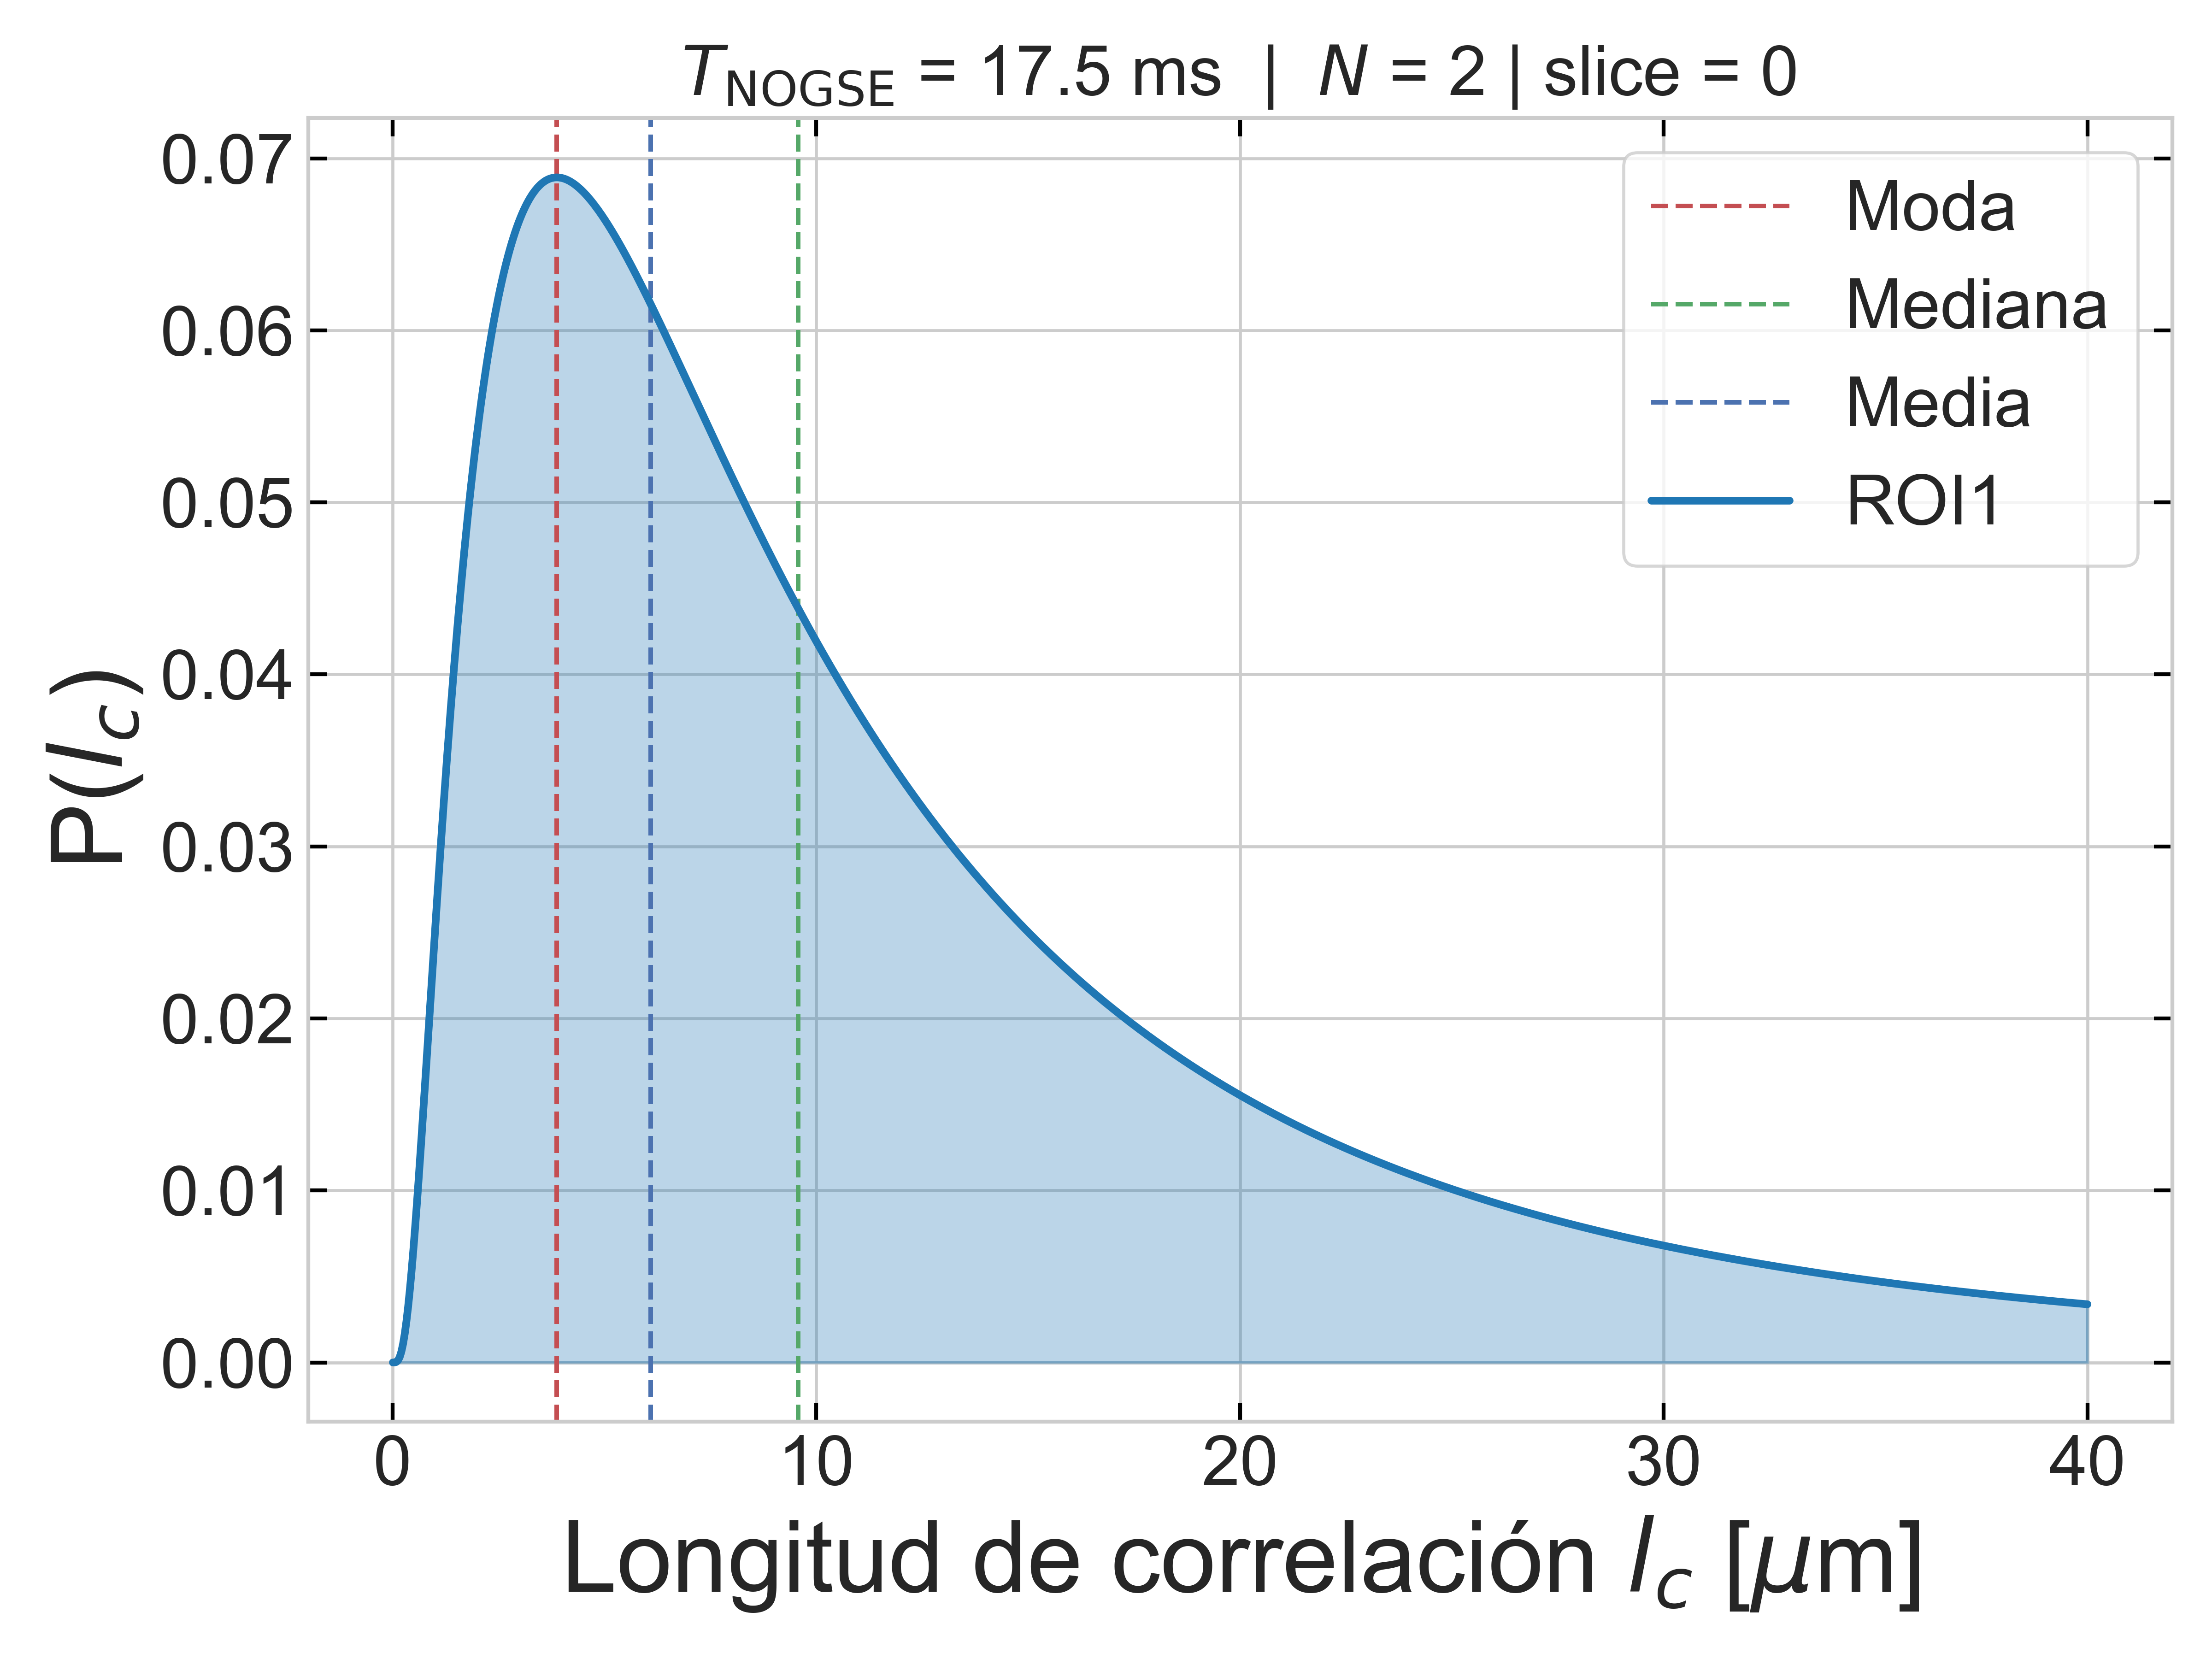 T_NOGSE = 17.5 ms | N = 2 | slice = 0
P(l_c)
0.07
0.06
0.05
0.04
0.03
0.02
0.01
0.00
Moda
Mediana
Media
ROI1
0 10 20 30 40
Longitud de correlación l_c [μm]